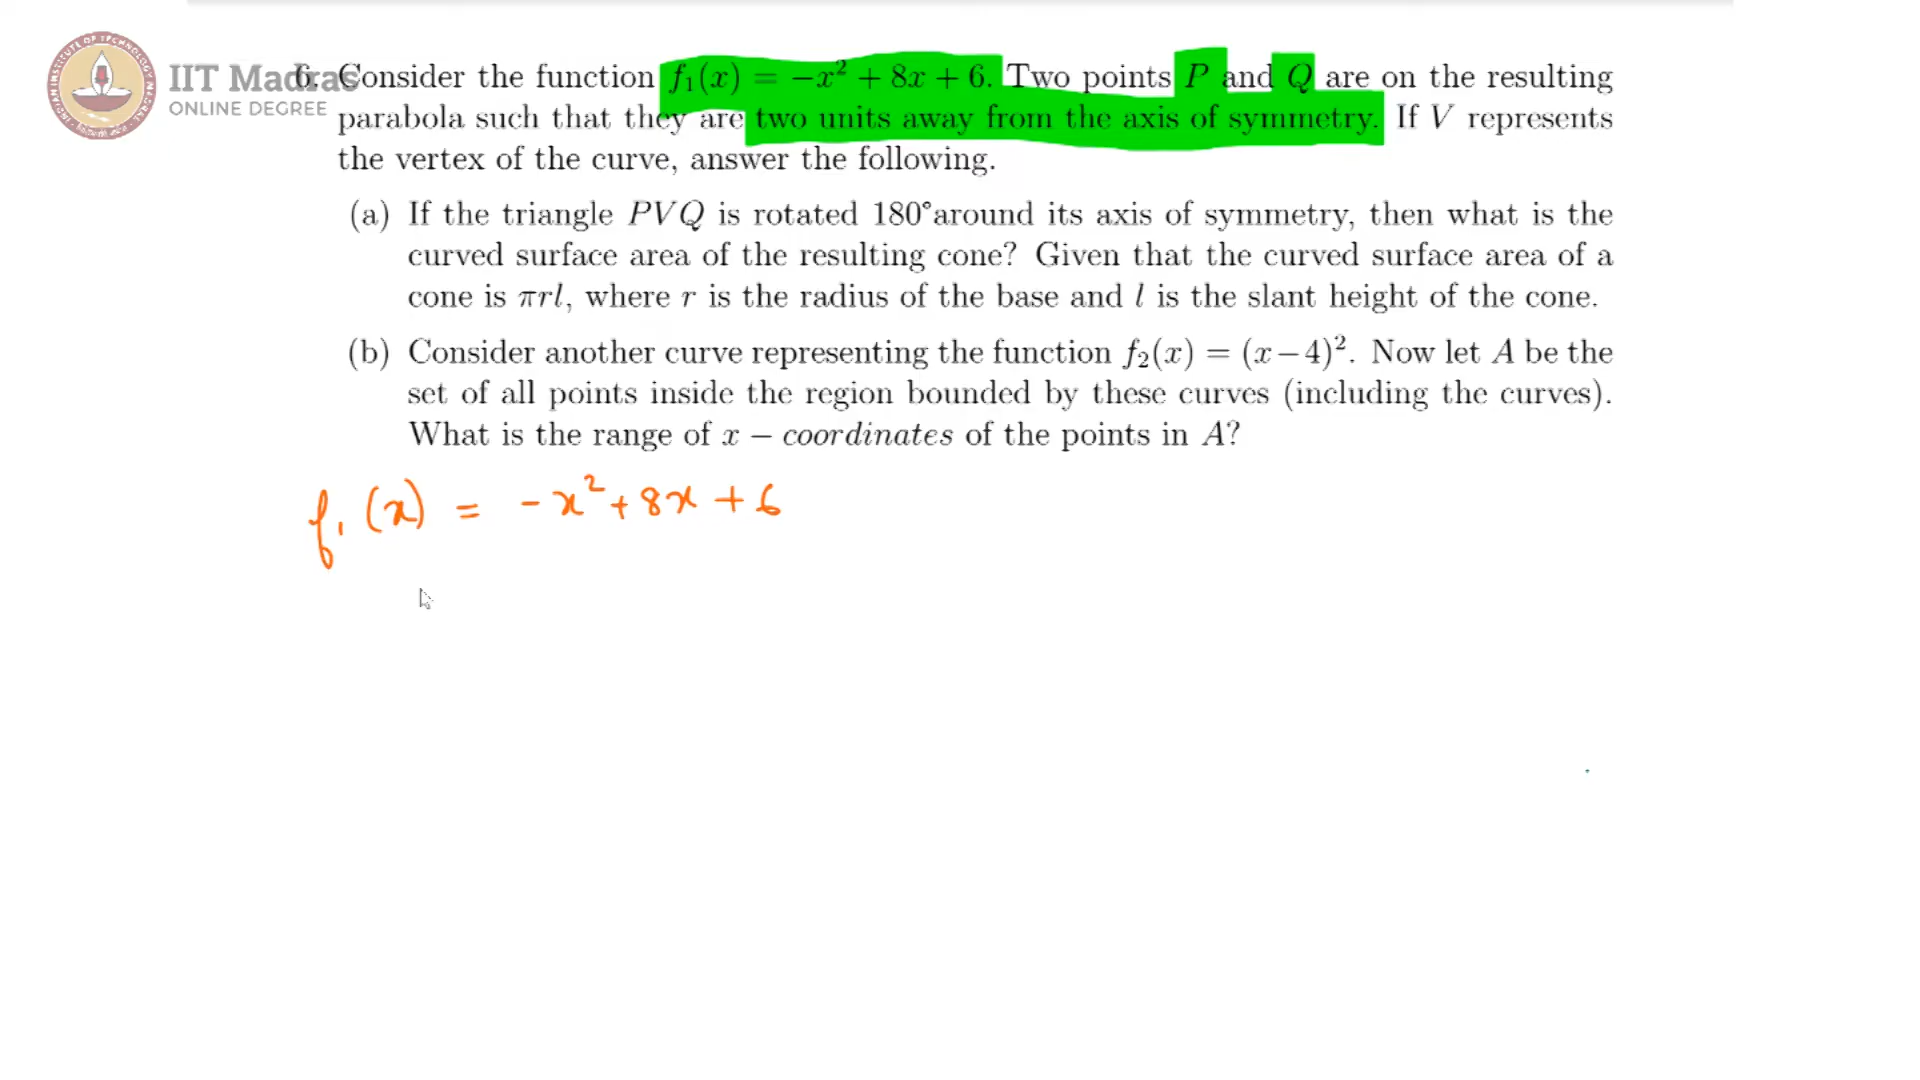 IIT Madras
ONLINE DEGREE
6. Consider the function f₁(x) = −x² + 8x + 6. Two points P and Q are on the resulting
parabola such that they are two units away from the axis of symmetry. If V represents
the vertex of the curve, answer the following.
(a) If the triangle PVQ is rotated 180°around its axis of symmetry, then what is the
curved surface area of the resulting cone? Given that the curved surface area of a
cone is πrl, where r is the radius of the base and l is the slant height of the cone.
(b) Consider another curve representing the function f₂(x) = (x−4)². Now let A be the
set of all points inside the region bounded by these curves (including the curves).
What is the range of x − coordinates of the points in A?
f₁(x) = -x² + 8x + 6